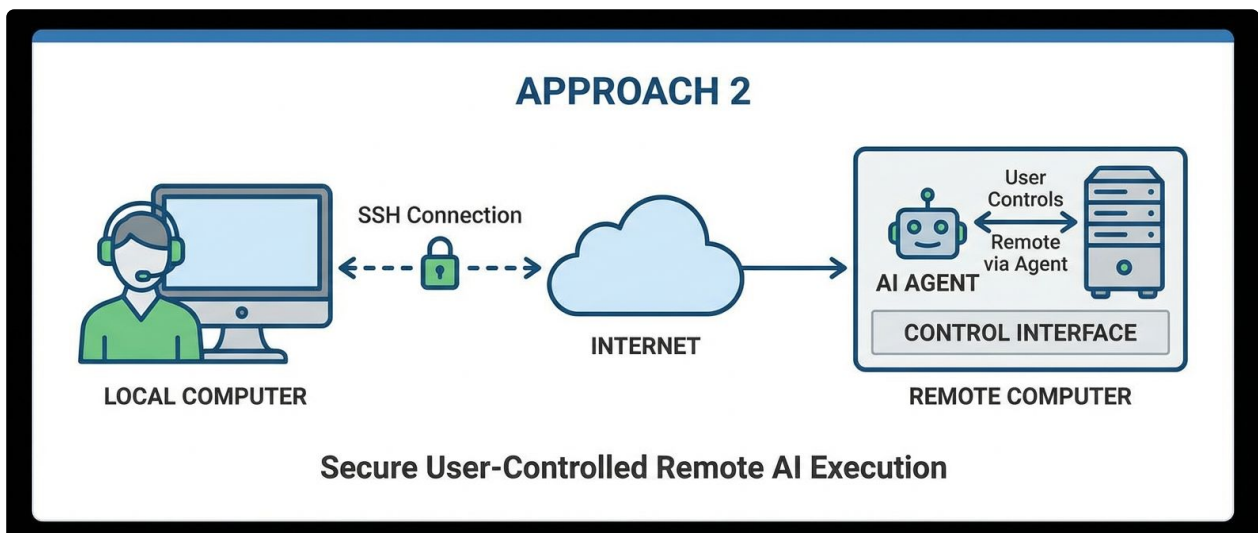 APPROACH 2
SSH Connection
User
Controls
Remote
via Agent
AI AGENT
CONTROL INTERFACE
INTERNET
LOCAL COMPUTER
REMOTE COMPUTER
Secure User-Controlled Remote AI Execution